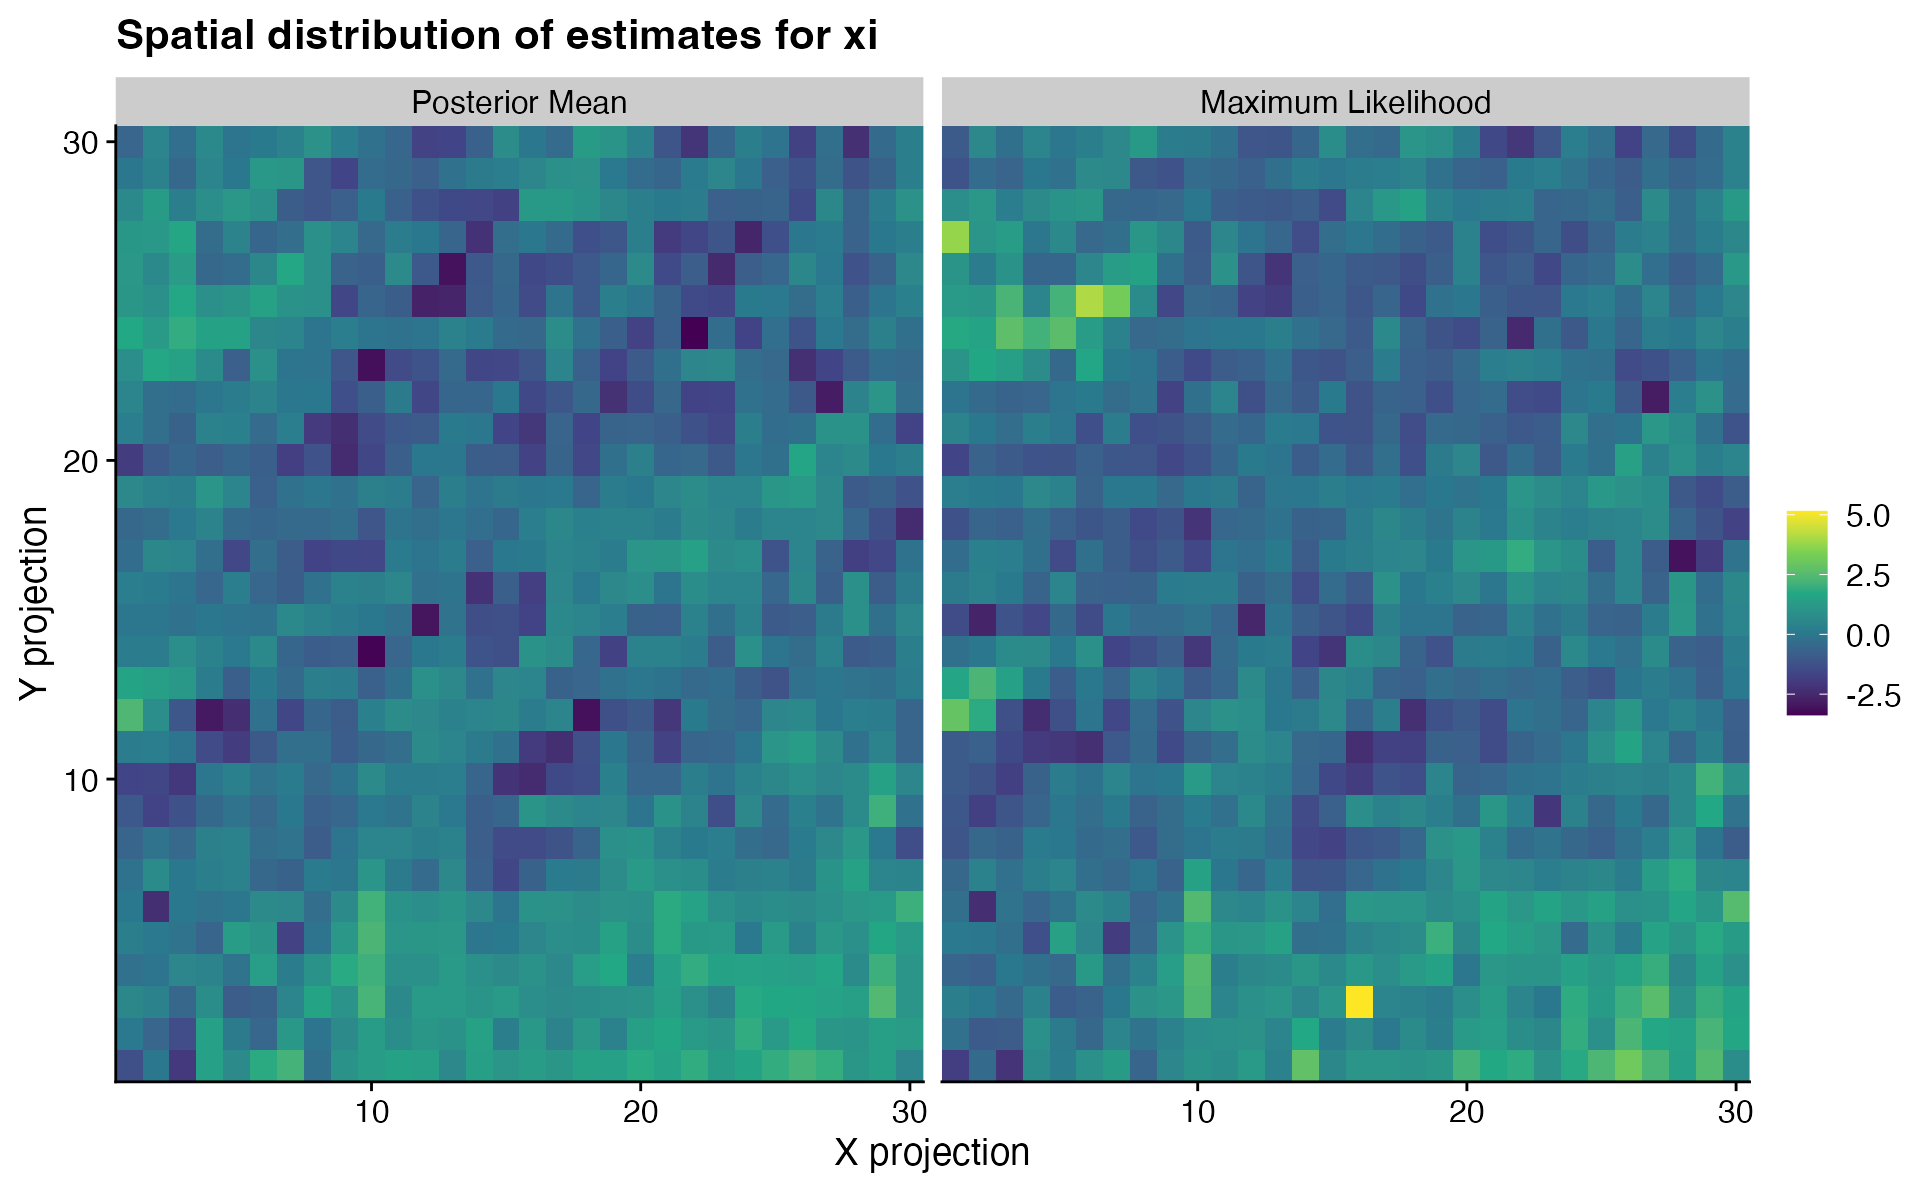 Spatial distribution of estimates for xi
Posterior Mean
Maximum Likelihood
30
20
10
Y projection
10
20
30
10
20
30
X projection
5.0
2.5
0.0
-2.5